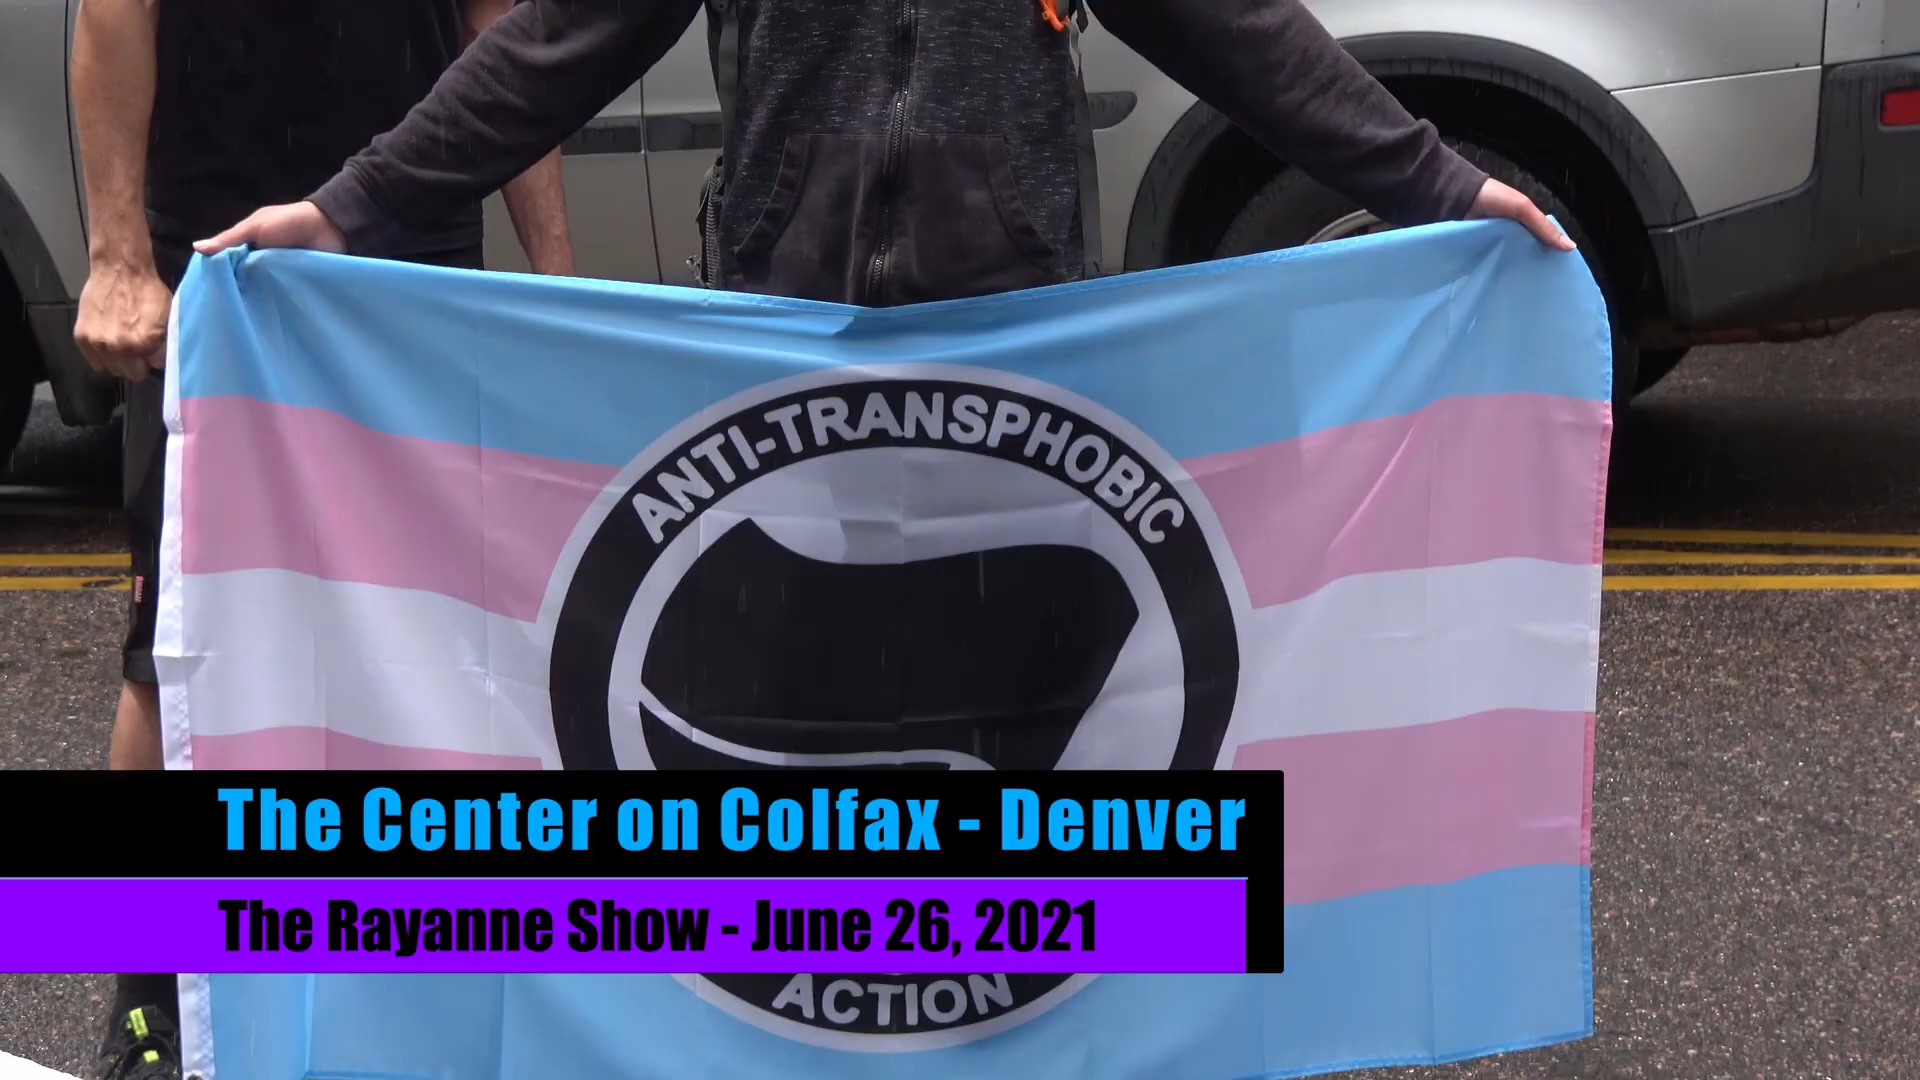 ANTI-TRANSPHOBIC
The Center on Colfax - Denver
The Rayanne Show - June 26, 2021
ACTION